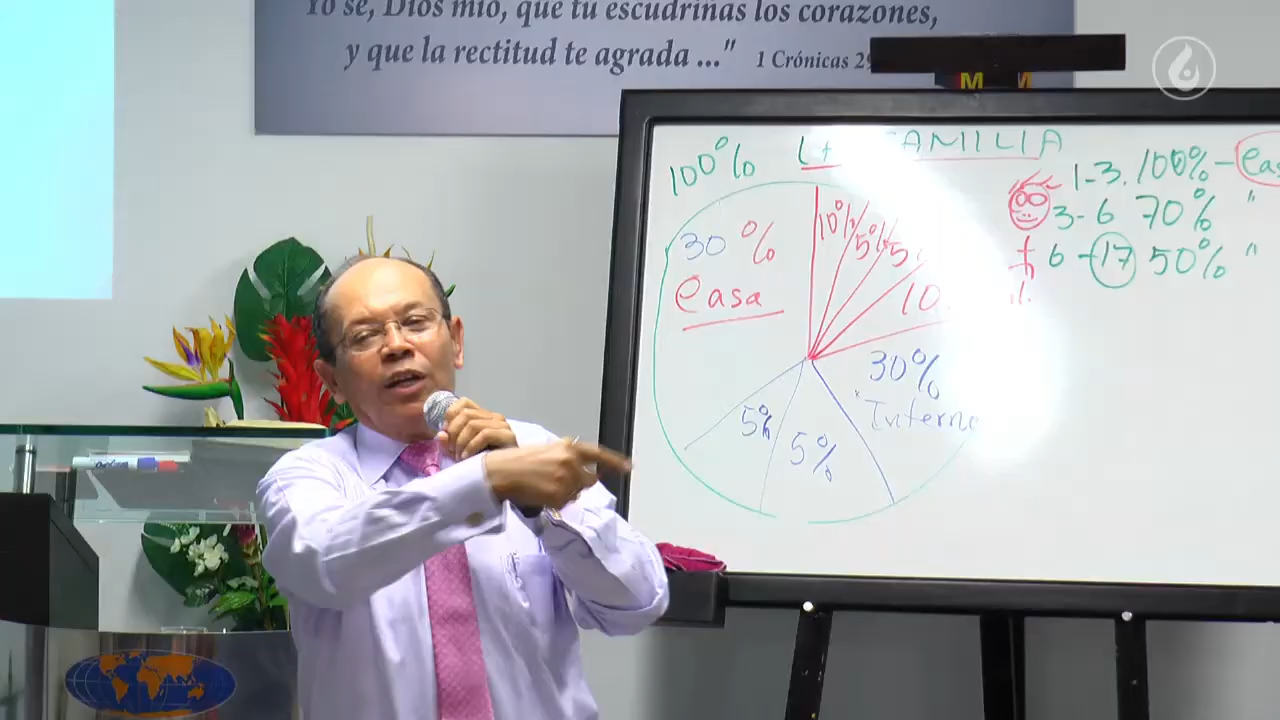 Yo sé, Dios mío, que tú escudriñas los corazones,
y que la rectitud te agrada ..." 1 Crónicas
100%
30%
Casa
10%
5%
5%
10
30%
Interno
5%
5%
1-3. 100% -
3-6 70% "
6-17 50% "